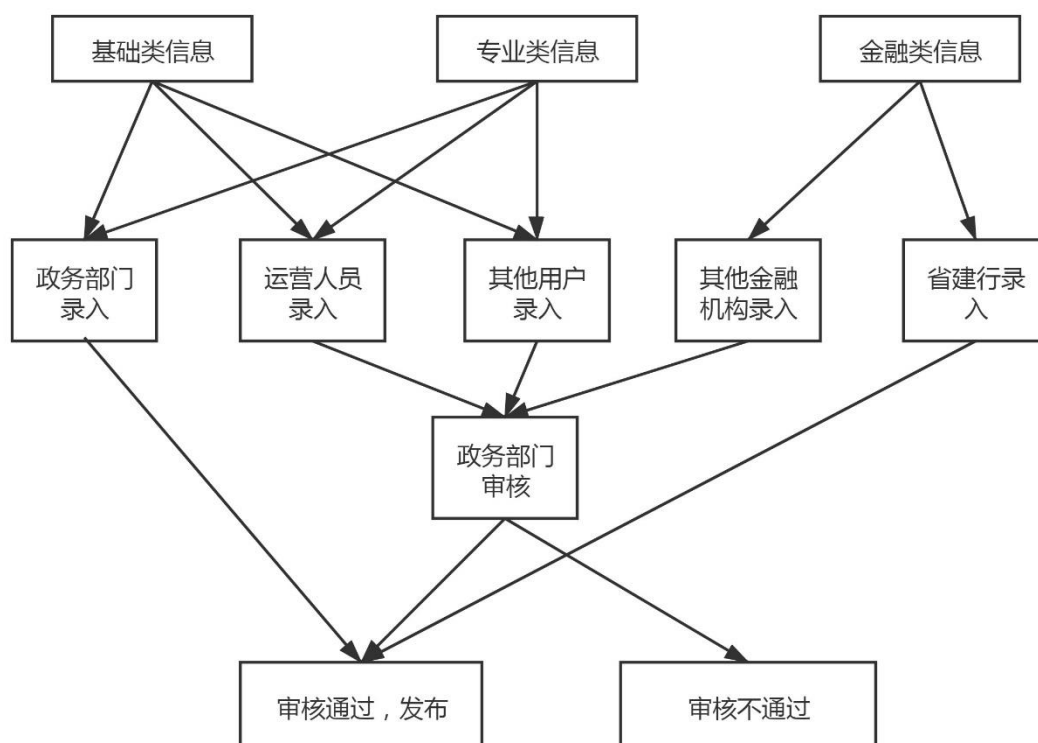 基础类信息
专业类信息
金融类信息
政务部门
录入
运营人员
录入
其他用户
录入
其他金融
机构录入
省建行录
入
政务部门
审核
审核通过，发布
审核不通过